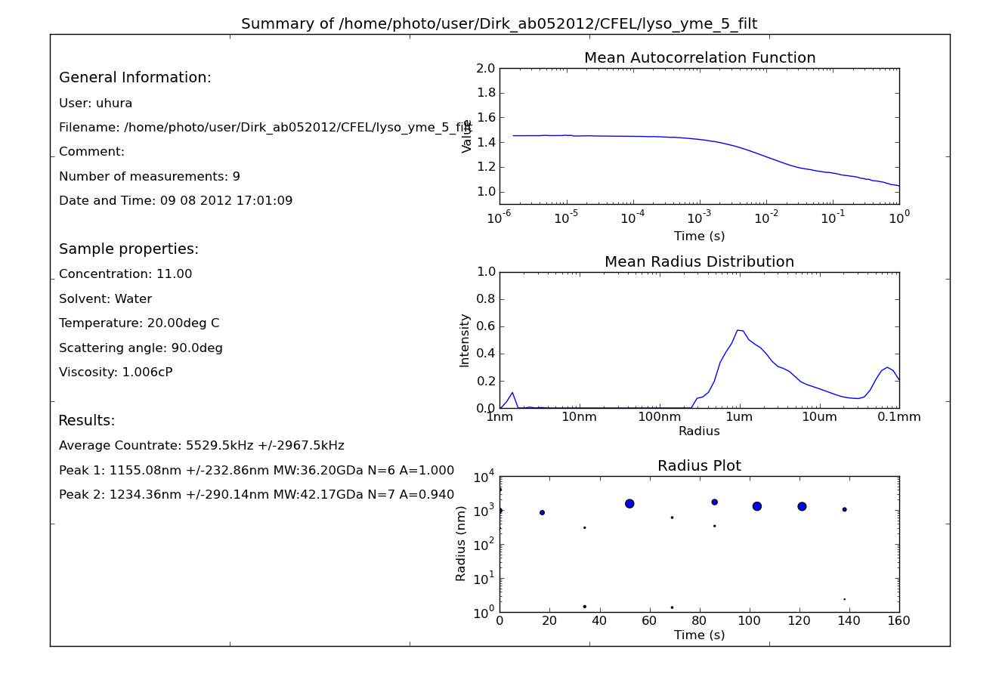 Summary of /home/photo/user/Dirk_ab052012/CFEL/lyso_yme_5_filt
General Information:
User: uhura
Filename: /home/photo/user/Dirk_ab052012/CFEL/lyso_yme_5_filt
Comment:
Number of measurements: 9
Date and Time: 09 08 2012 17:01:09
Sample properties:
Concentration: 11.00
Solvent: Water
Temperature: 20.00deg C
Scattering angle: 90.0deg
Viscosity: 1.006cP
Results:
Average Countrate: 5529.5kHz +/-2967.5kHz
Peak 1: 1155.08nm +/-232.86nm MW:36.20GDa N=6 A=1.000
Peak 2: 1234.36nm +/-290.14nm MW:42.17GDa N=7 A=0.940
Mean Autocorrelation Function
Value
2.0
1.8
1.6
1.4
1.2
1.0
10^-6 10^-5 10^-4 10^-3 10^-2 10^-1 10^0
Time (s)
Mean Radius Distribution
Intensity
1.0
0.8
0.6
0.4
0.2
0.0
1nm 10nm 100nm 1um 10um 0.1mm
Radius
Radius Plot
Radius (nm)
10^4
10^3
10^2
10^1
10^0
0 20 40 60 80 100 120 140 160
Time (s)